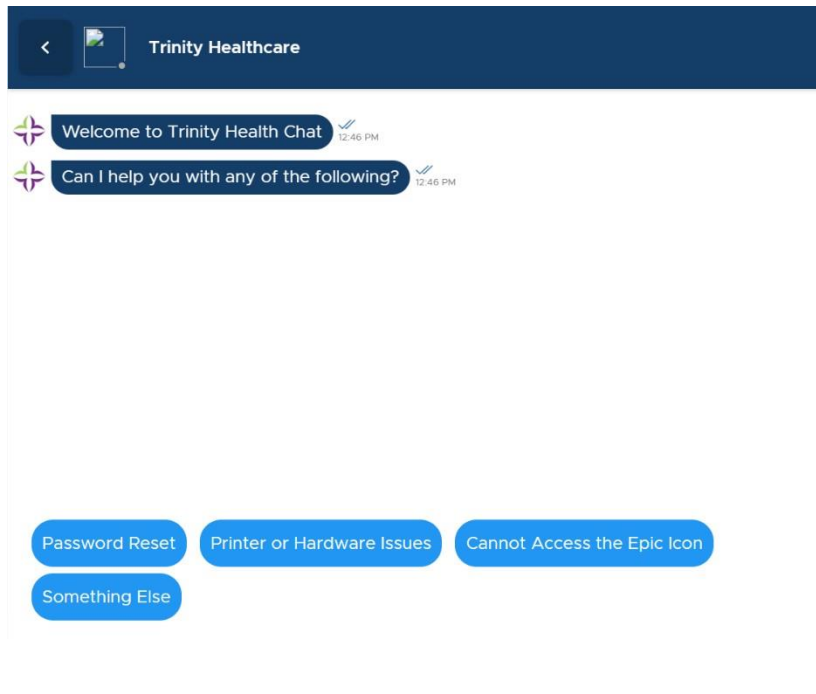 Trinity Healthcare
Welcome to Trinity Health Chat
12:46 PM
Can I help you with any of the following?
12:46 PM
Password Reset
Printer or Hardware Issues
Cannot Access the Epic Icon
Something Else